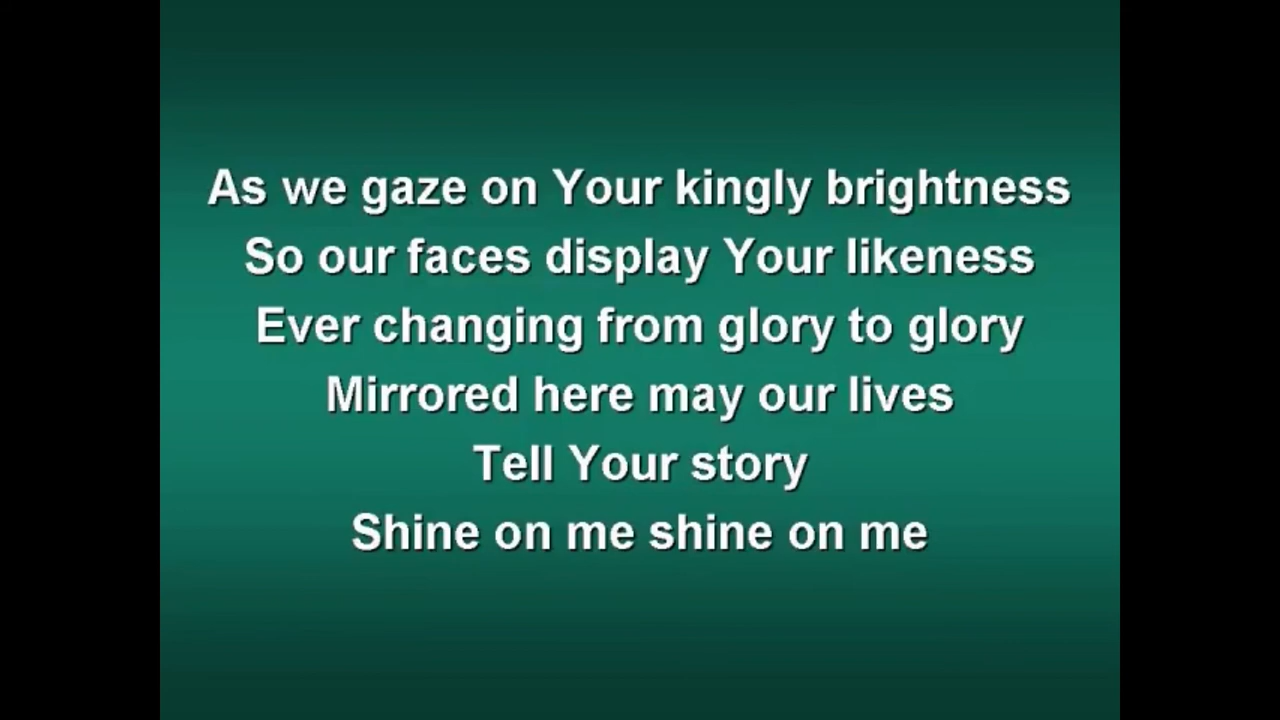 As we gaze on Your kingly brightness
So our faces display Your likeness
Ever changing from glory to glory
Mirrored here may our lives
Tell Your story
Shine on me shine on me